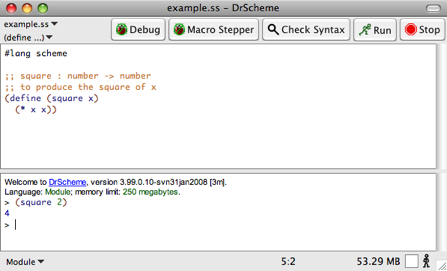 example.ss - DrScheme
example.ss
(define ...)
Debug
Macro Stepper
Check Syntax
Run
Stop
#lang scheme
;; square : number -> number
;; to produce the square of x
(define (square x)
  (* x x))
Welcome to DrScheme, version 3.99.0.10-svn31jan2008 [3m].
Language: Module; memory limit: 250 megabytes.
> (square 2)
4
>
Module
5:2
53.29 MB